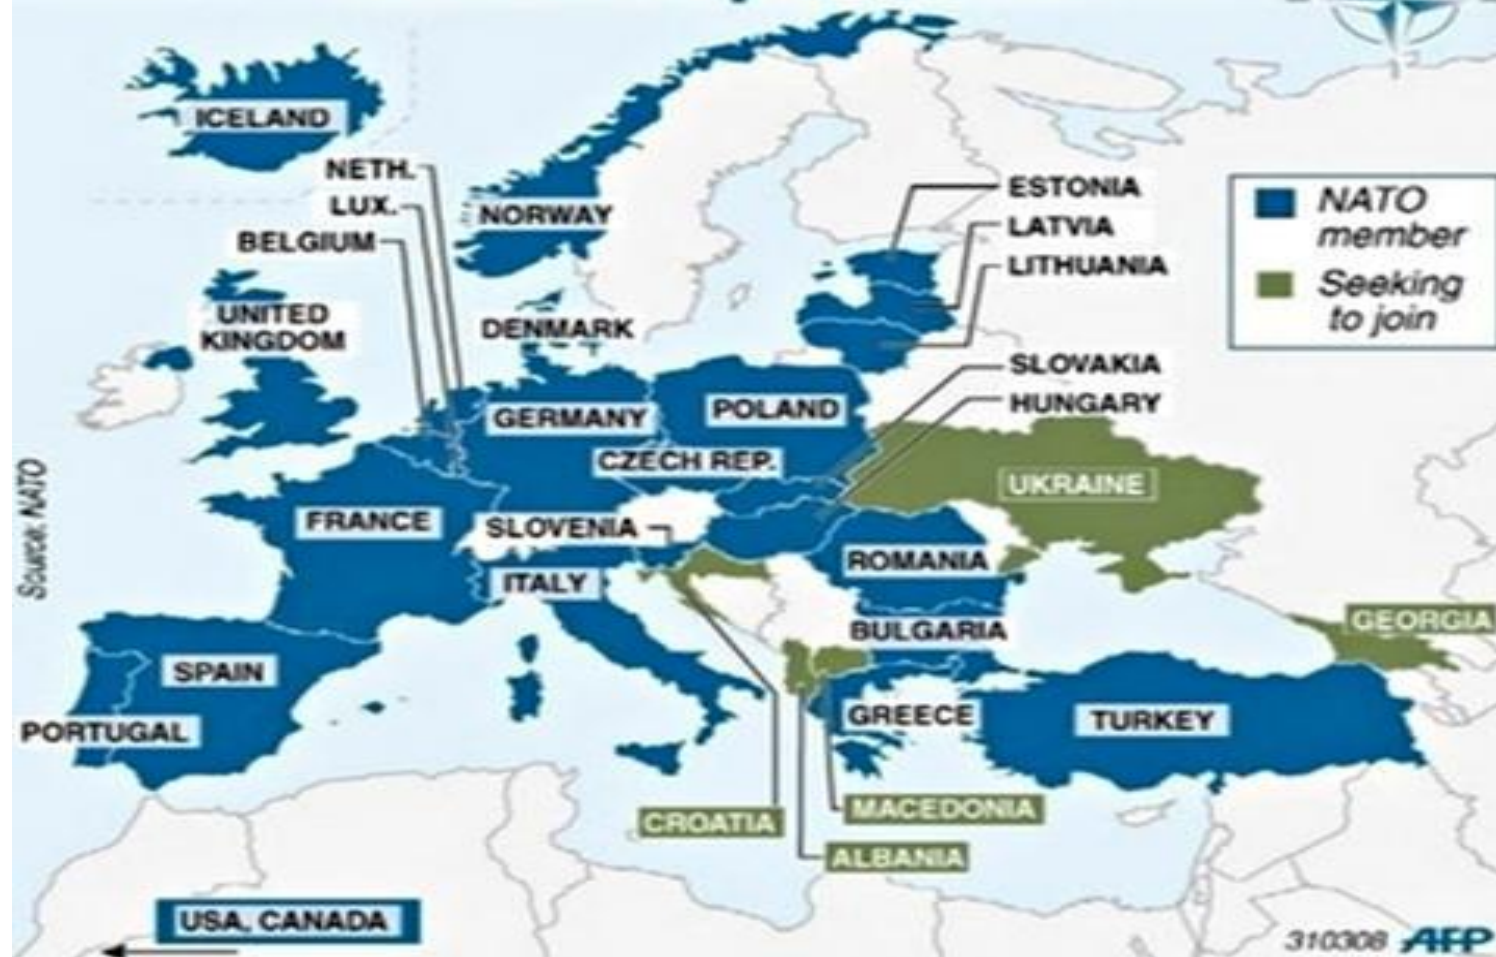 ICELAND
NETH.
LUX.
BELGIUM
NORWAY
ESTONIA
LATVIA
LITHUANIA
NATO
member
Seeking
to join
UNITED
KINGDOM
DENMARK
SLOVAKIA
HUNGARY
GERMANY
POLAND
CZECH REP.
UKRAINE
FRANCE
SLOVENIA
ITALY
ROMANIA
BULGARIA
GEORGIA
SPAIN
PORTUGAL
GREECE
TURKEY
CROATIA
MACEDONIA
ALBANIA
USA, CANADA
Source: NATO
310308 AFP